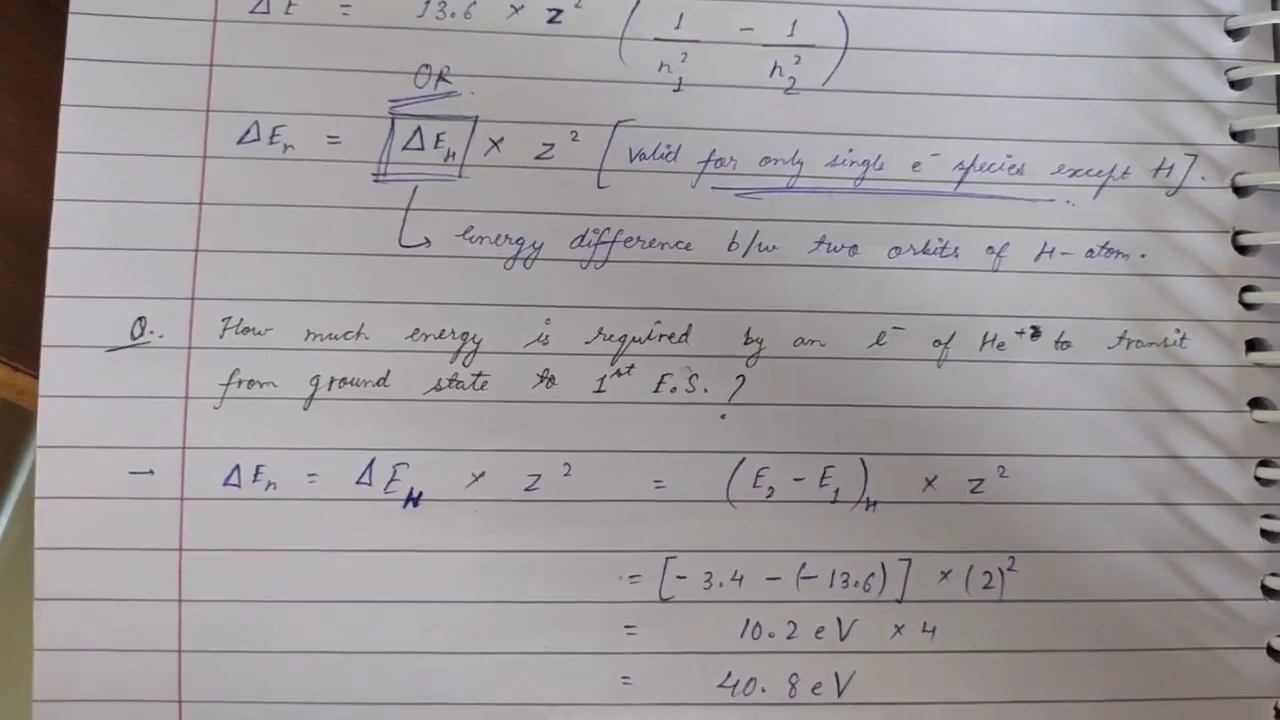 ΔE = 13.6 × z² (1/n₁² - 1/n₂²)
OR
ΔEₙ = ΔE_H × z² [valid for only single e⁻ species except H].
↳ energy difference b/w two orbits of H-atom.
Q.. How much energy is required by an e⁻ of He⁺ to transit
from ground state to 1ˢᵗ E.S.?
→ ΔEₙ = ΔE_H × z² = (E₂ - E₁)_H × z²
= [-3.4 - (-13.6)] × (2)²
= 10.2 eV × 4
= 40.8 eV